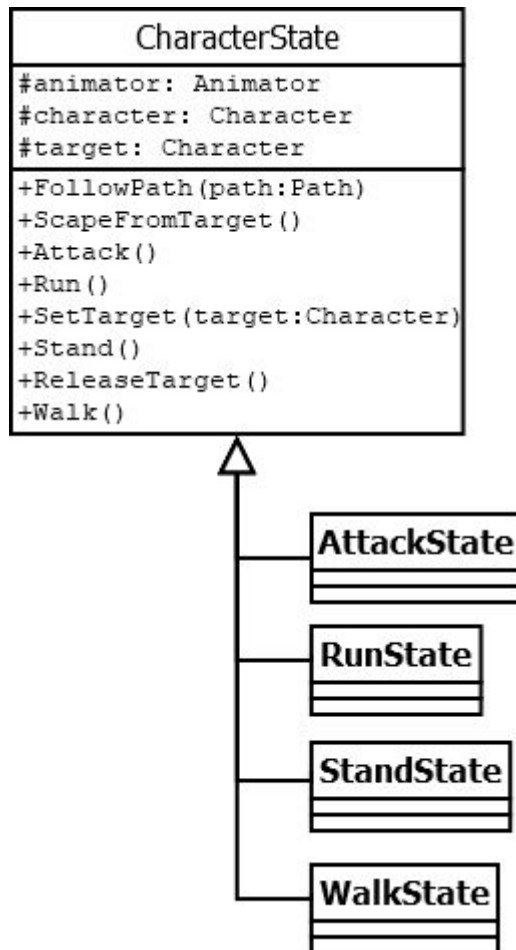 CharacterState
#animator: Animator
#character: Character
#target: Character
+FollowPath(path:Path)
+ScapeFromTarget()
+Attack()
+Run()
+SetTarget(target:Character)
+Stand()
+ReleaseTarget()
+Walk()
AttackState
RunState
StandState
WalkState